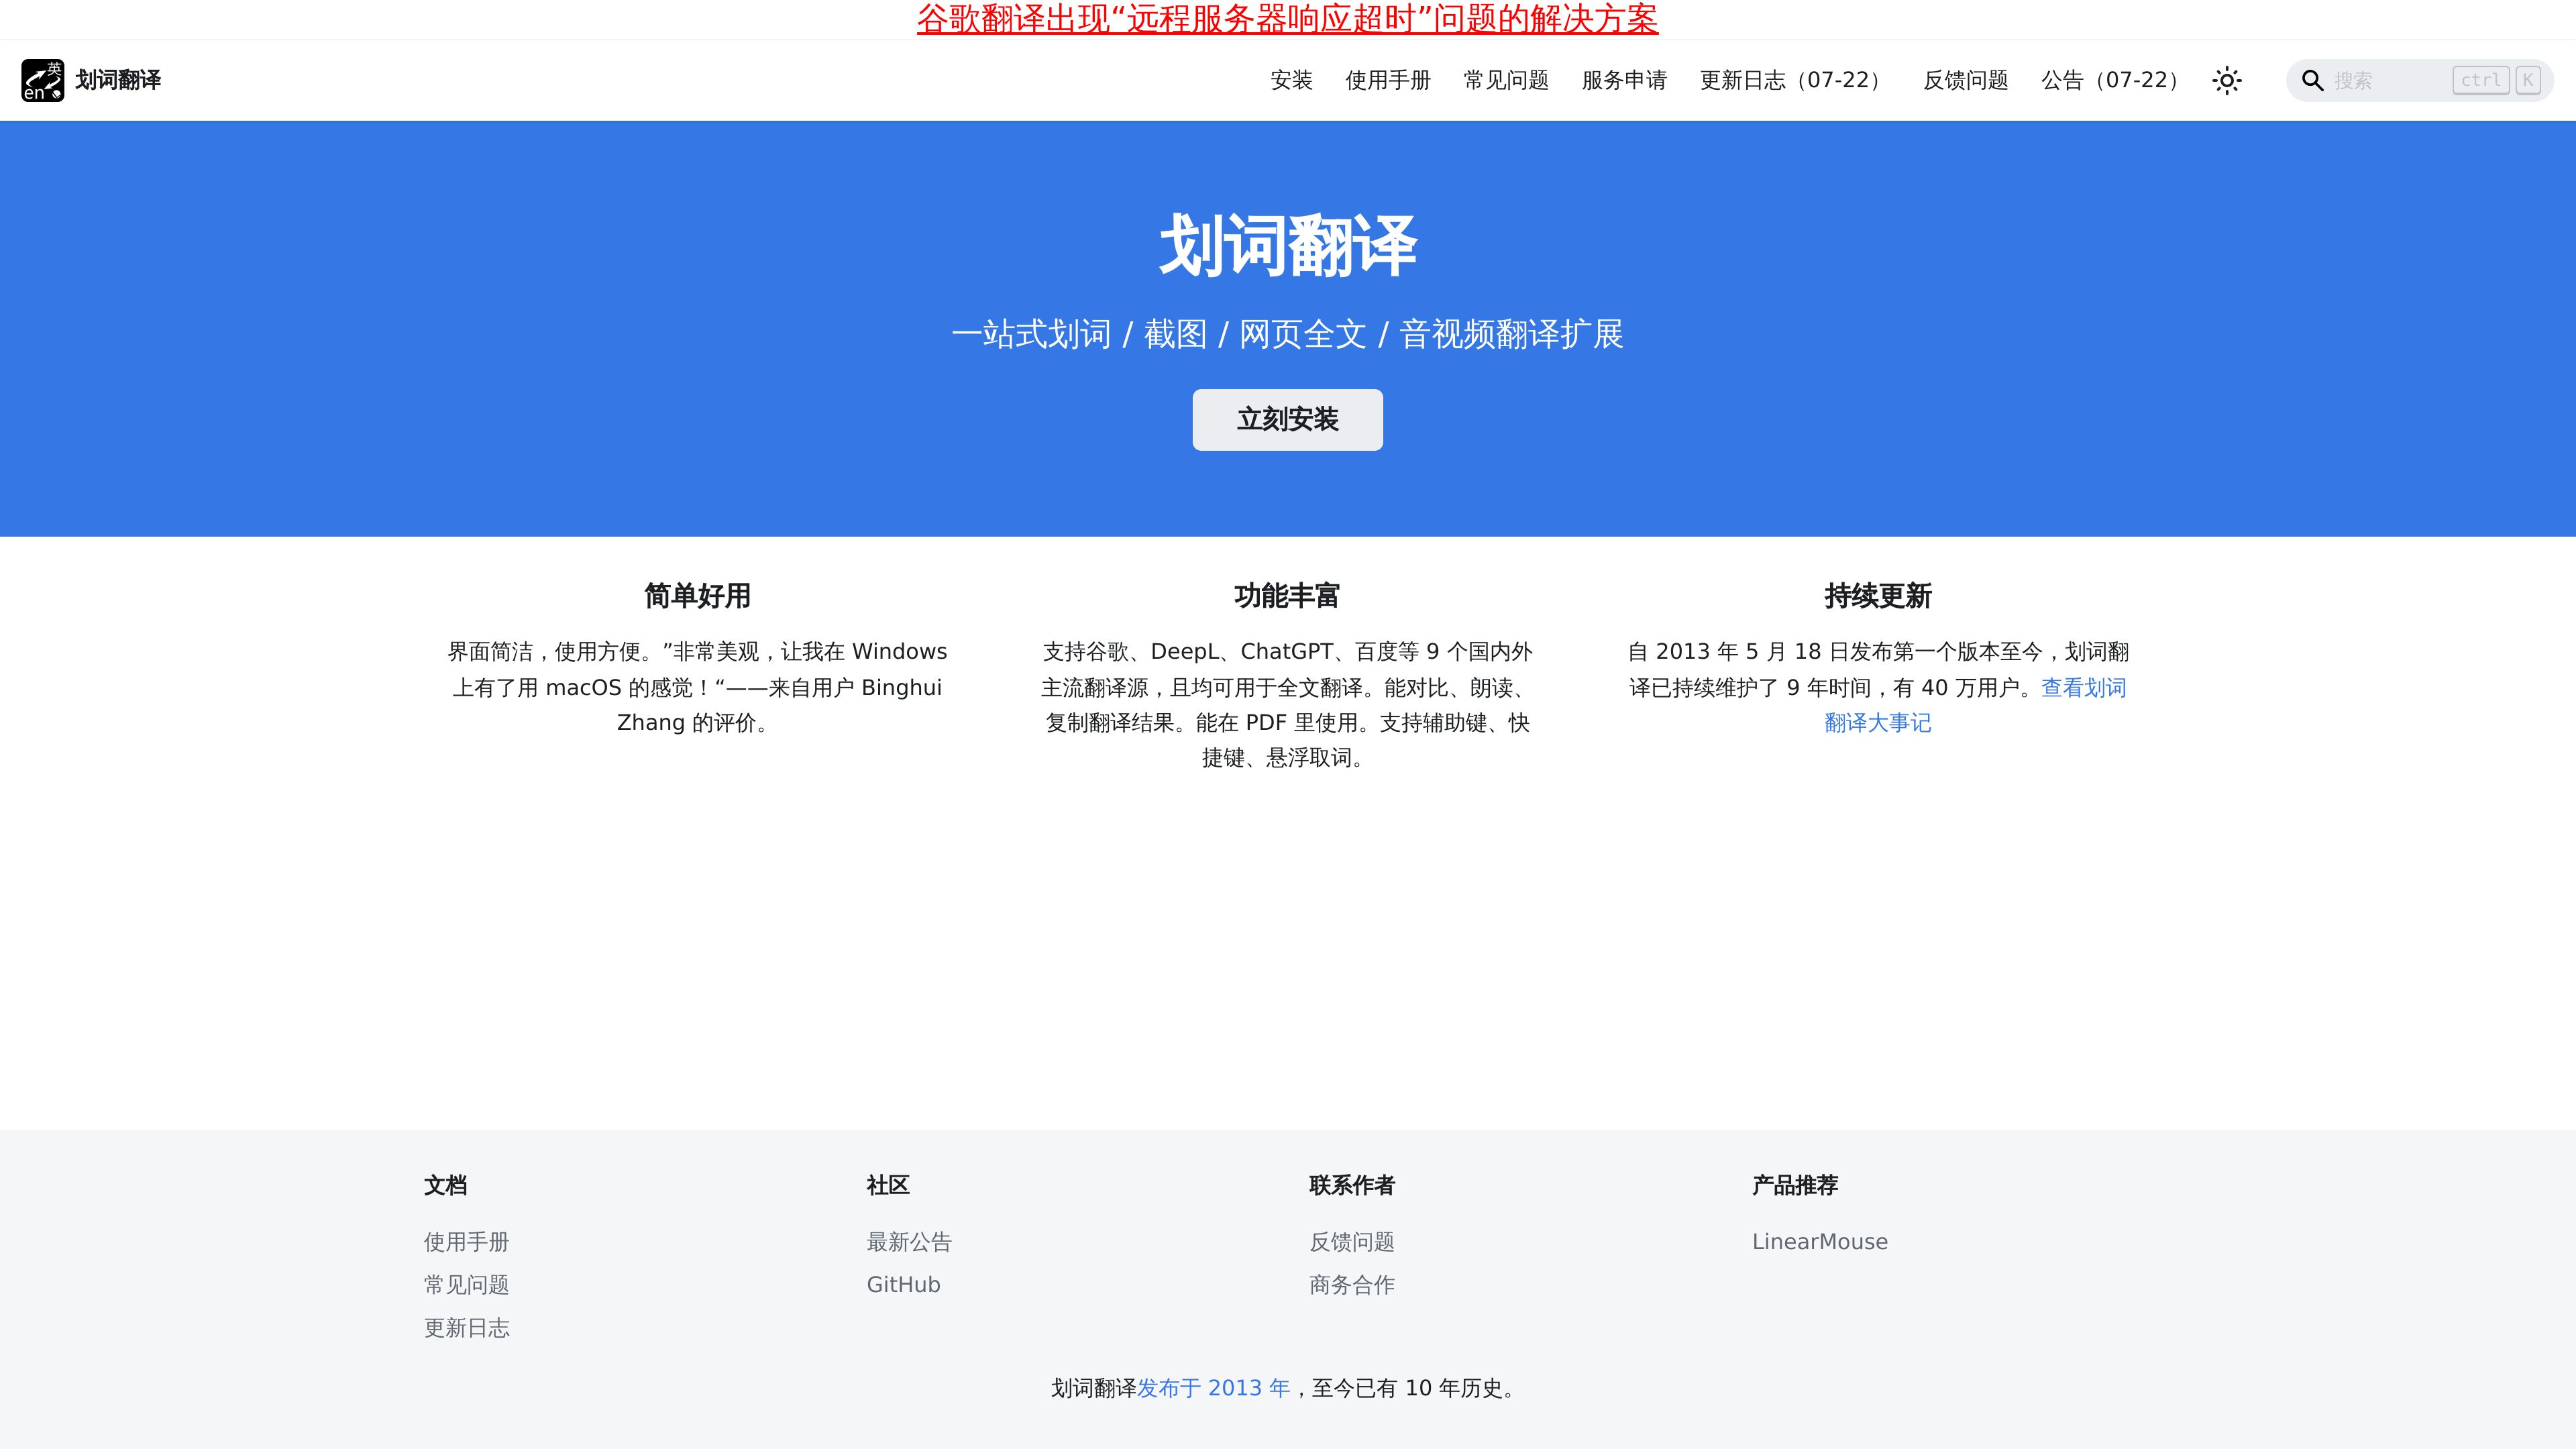 谷歌翻译出现“远程服务器响应超时”问题的解决方案
英
en
划词翻译
安装
使用手册
常见问题
服务申请
更新日志（07-22）
反馈问题
公告（07-22）
搜索
ctrl
K
划词翻译
一站式划词 / 截图 / 网页全文 / 音视频翻译扩展
立刻安装
简单好用
界面简洁，使用方便。”非常美观，让我在 Windows
上有了用 macOS 的感觉！“——来自用户 Binghui
Zhang 的评价。
功能丰富
支持谷歌、DeepL、ChatGPT、百度等 9 个国内外
主流翻译源，且均可用于全文翻译。能对比、朗读、
复制翻译结果。能在 PDF 里使用。支持辅助键、快
捷键、悬浮取词。
持续更新
自 2013 年 5 月 18 日发布第一个版本至今，划词翻
译已持续维护了 9 年时间，有 40 万用户。查看划词
翻译大事记
文档
使用手册
常见问题
更新日志
社区
最新公告
GitHub
联系作者
反馈问题
商务合作
产品推荐
LinearMouse
划词翻译发布于 2013 年，至今已有 10 年历史。